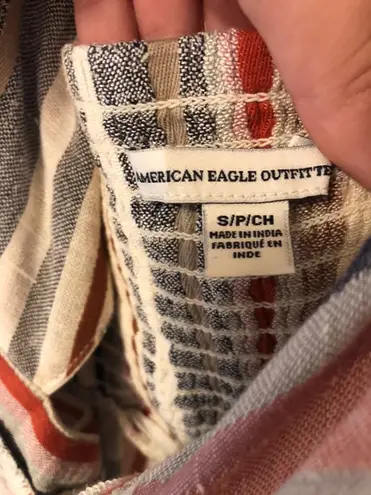 AMERICAN EAGLE OUTFITTE
S/P/CH
MADE IN INDIA
FABRIQUÉ EN
INDE